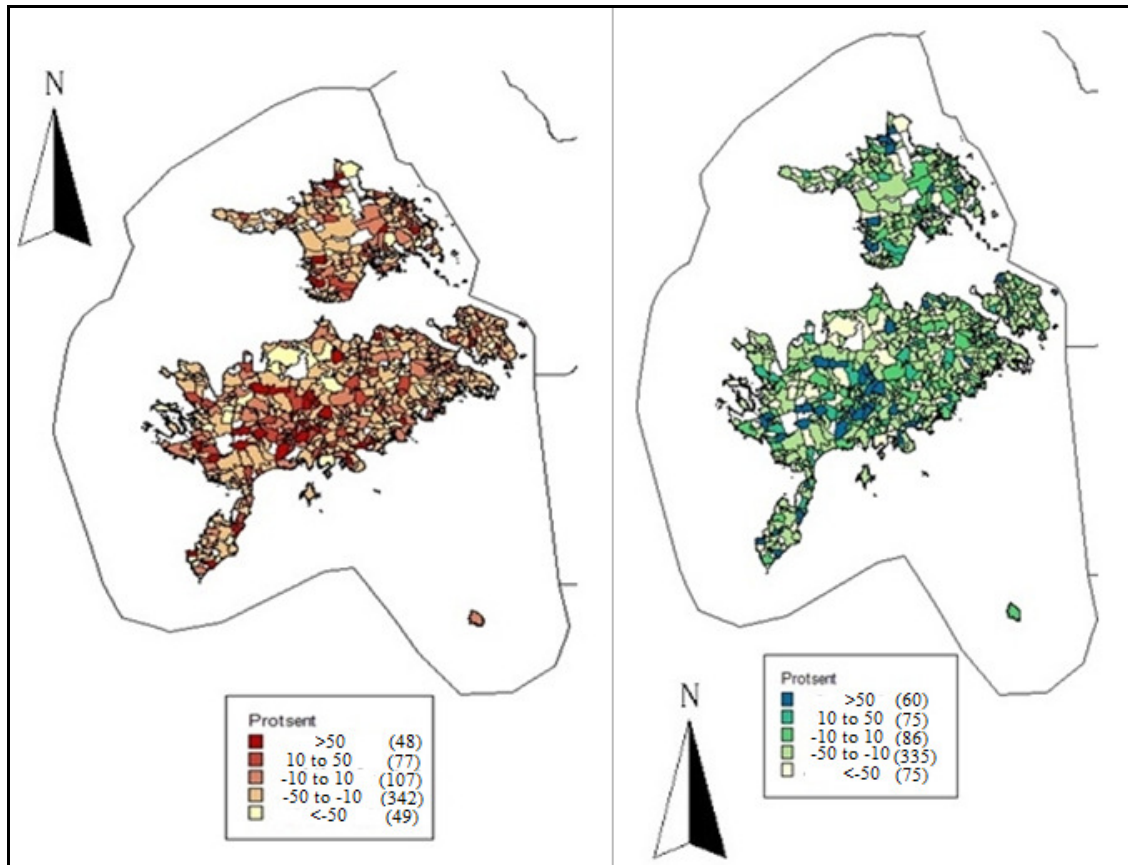 N
Protsent
>50 (48)
10 to 50 (77)
-10 to 10 (107)
-50 to -10 (342)
<-50 (49)
Protsent
>50 (60)
10 to 50 (75)
-10 to 10 (86)
-50 to -10 (335)
<-50 (75)
N